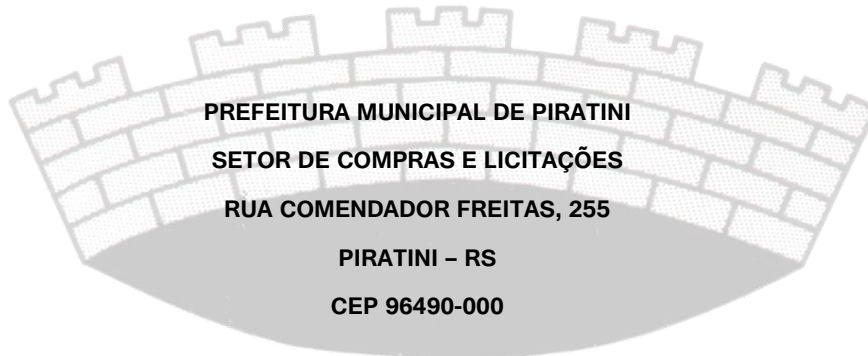 PREFEITURA MUNICIPAL DE PIRATINI
SETOR DE COMPRAS E LICITAÇÕES
RUA COMENDADOR FREITAS, 255
PIRATINI – RS
CEP 96490-000